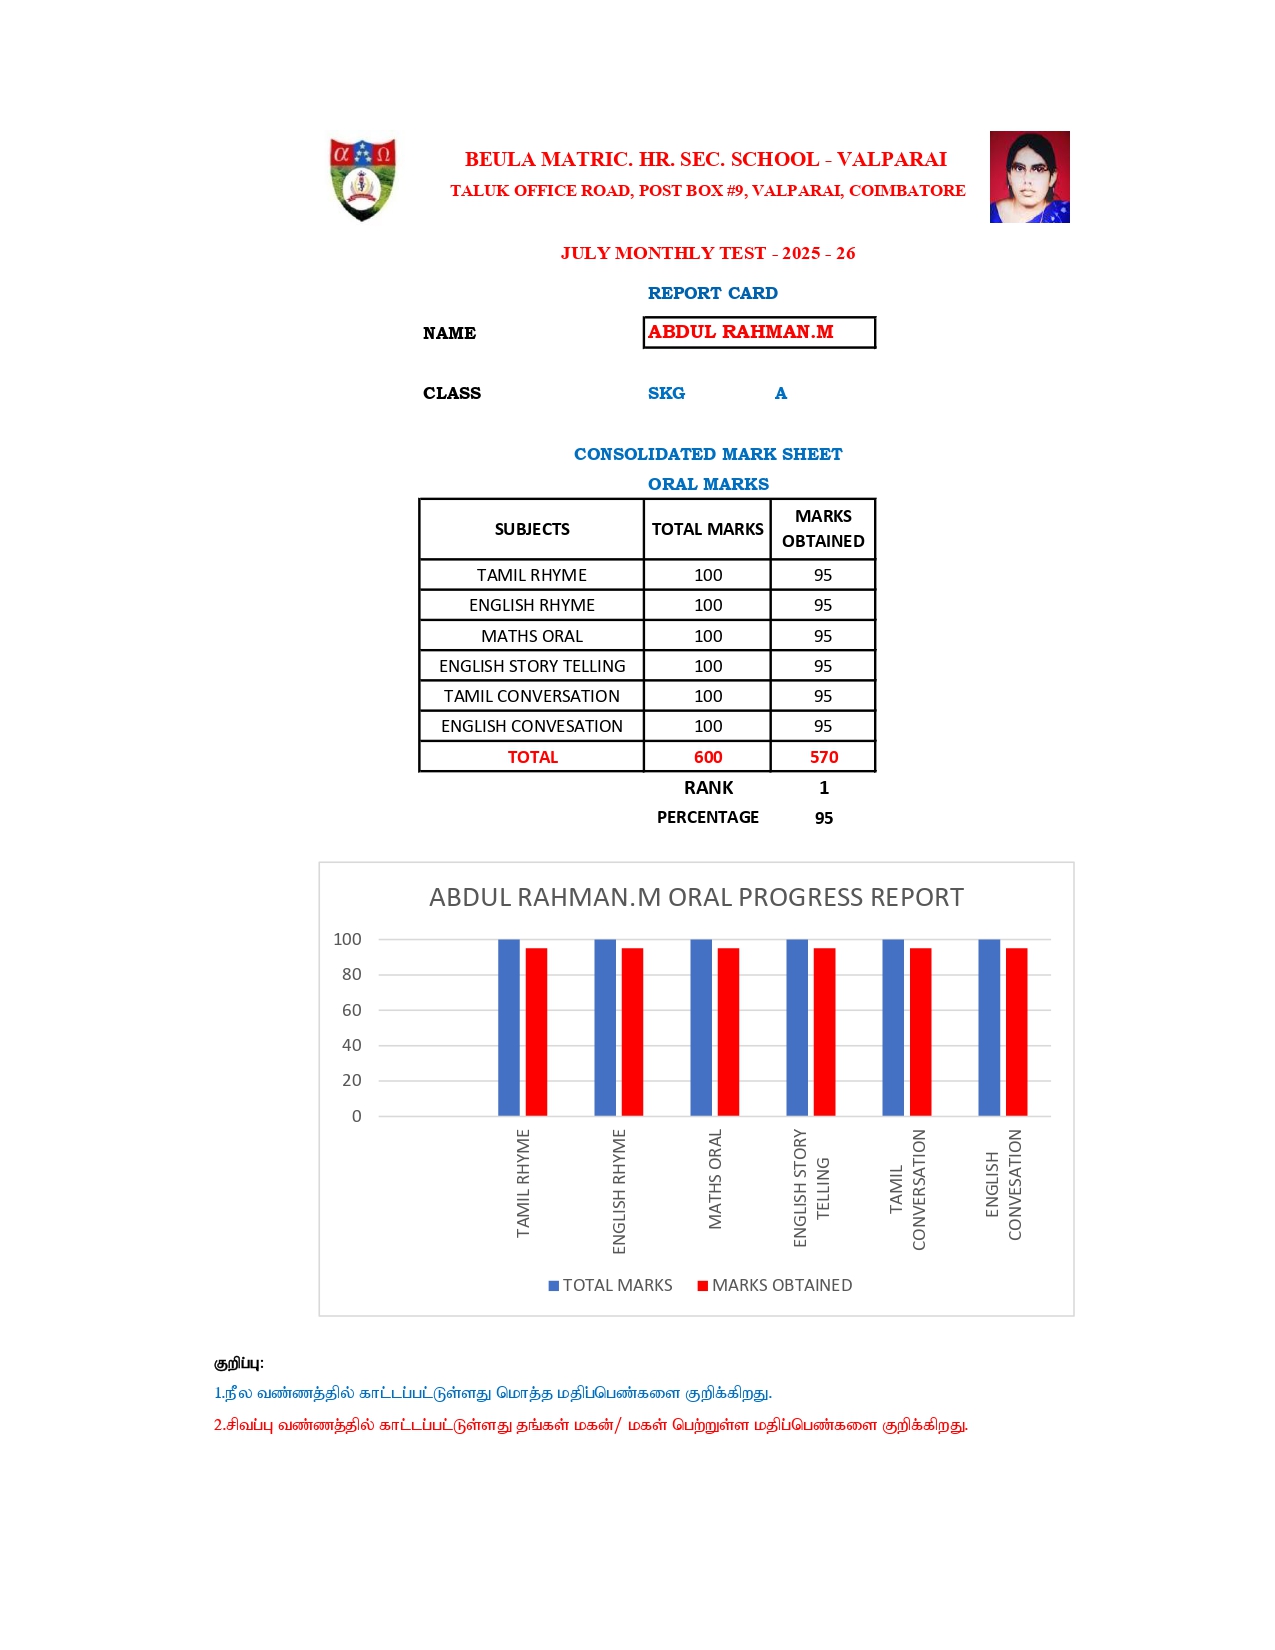 α Ω
BEULA MATRIC. HR. SEC. SCHOOL - VALPARAI
TALUK OFFICE ROAD, POST BOX #9, VALPARAI, COIMBATORE
JULY MONTHLY TEST - 2025 - 26
REPORT CARD
NAME ABDUL RAHMAN.M
CLASS SKG A
CONSOLIDATED MARK SHEET
ORAL MARKS
SUBJECTS TOTAL MARKS MARKS OBTAINED
TAMIL RHYME 100 95
ENGLISH RHYME 100 95
MATHS ORAL 100 95
ENGLISH STORY TELLING 100 95
TAMIL CONVERSATION 100 95
ENGLISH CONVESATION 100 95
TOTAL 600 570
RANK 1
PERCENTAGE 95
ABDUL RAHMAN.M ORAL PROGRESS REPORT
100
80
60
40
20
0
TAMIL RHYME
ENGLISH RHYME
MATHS ORAL
ENGLISH STORY TELLING
TAMIL CONVERSATION
ENGLISH CONVESATION
TOTAL MARKS MARKS OBTAINED
குறிப்பு:
1.நீல வண்ணத்தில் காட்டப்பட்டுள்ளது மொத்த மதிப்பெண்களை குறிக்கிறது.
2.சிவப்பு வண்ணத்தில் காட்டப்பட்டுள்ளது தங்கள் மகன்/ மகள் பெற்றுள்ள மதிப்பெண்களை குறிக்கிறது.